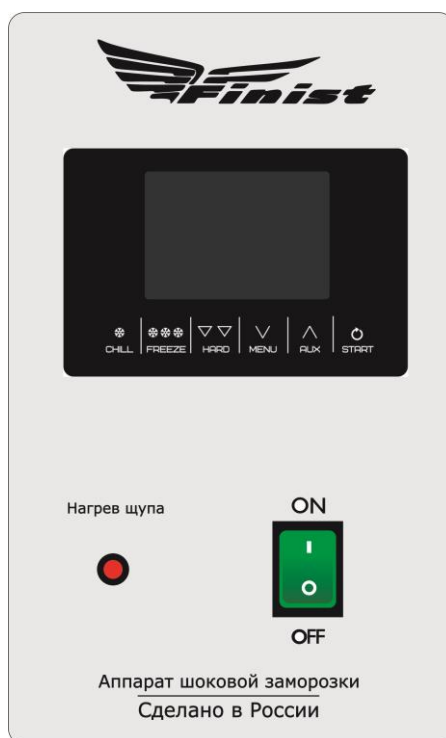 Finist
CHILL FREEZE HARD MENU AUX START
Нагрев щупа
ON
I
O
OFF
Аппарат шоковой заморозки
Сделано в России